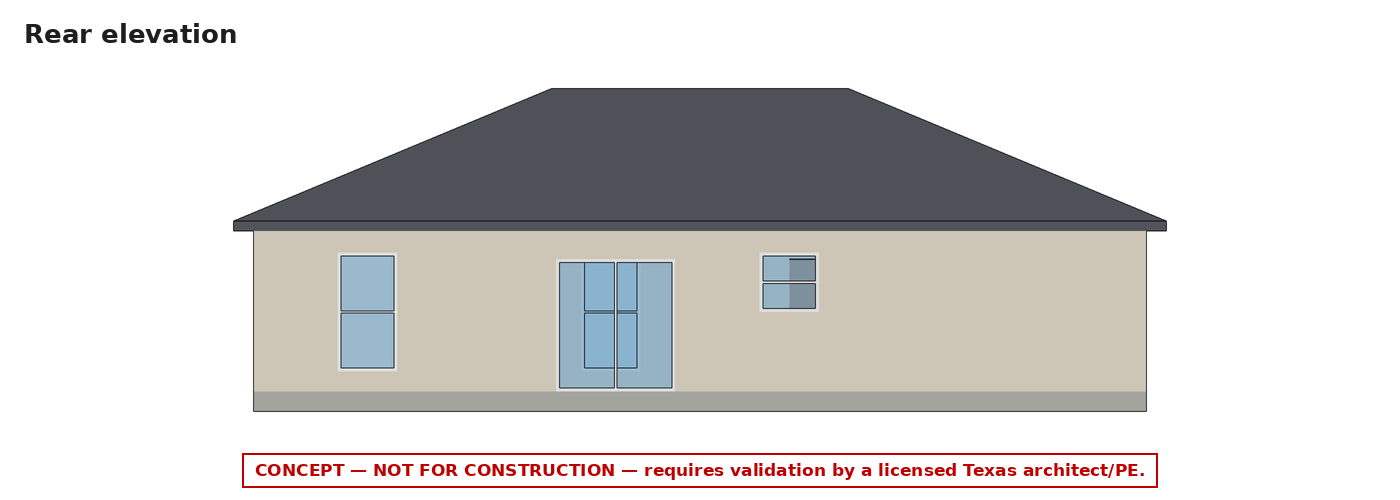 Rear elevation
CONCEPT — NOT FOR CONSTRUCTION — requires validation by a licensed Texas architect/PE.